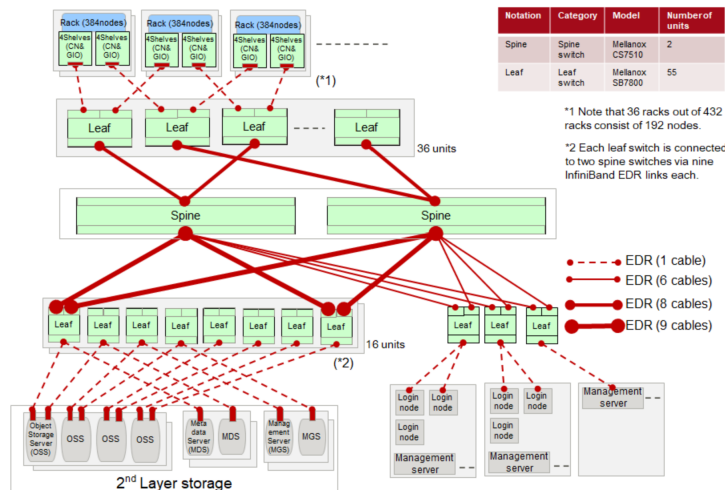 Rack (384nodes)
4Shelves (CN& GIO)
4Shelves (CN& GIO)
Rack (384nodes)
4Shelves (CN& GIO)
4Shelves (CN& GIO)
Rack (384nodes)
4Shelves (CN& GIO)
4Shelves (CN& GIO)
(*1)
Notation Category Model Number of units
Spine Spine switch Mellanox CS7510 2
Leaf Leaf switch Mellanox SB7800 55
*1 Note that 36 racks out of 432
racks consist of 192 nodes.
*2 Each leaf switch is connected
to two spine switches via nine
InfiniBand EDR links each.
Leaf
Leaf
Leaf
Leaf
36 units
Spine
Spine
EDR (1 cable)
EDR (6 cables)
EDR (8 cables)
EDR (9 cables)
Leaf
Leaf
Leaf
Leaf
Leaf
Leaf
Leaf
Leaf
16 units
(*2)
Leaf
Leaf
Leaf
Object
Storage
Server
(OSS)
OSS
OSS
OSS
Meta
data
Server
(MDS)
MDS
Manag
ement
Server
(MGS)
MGS
2nd Layer storage
Login
node
Login
node
Login
node
Management
server
Login
node
Login
node
Login
node
Management
server
Management
server